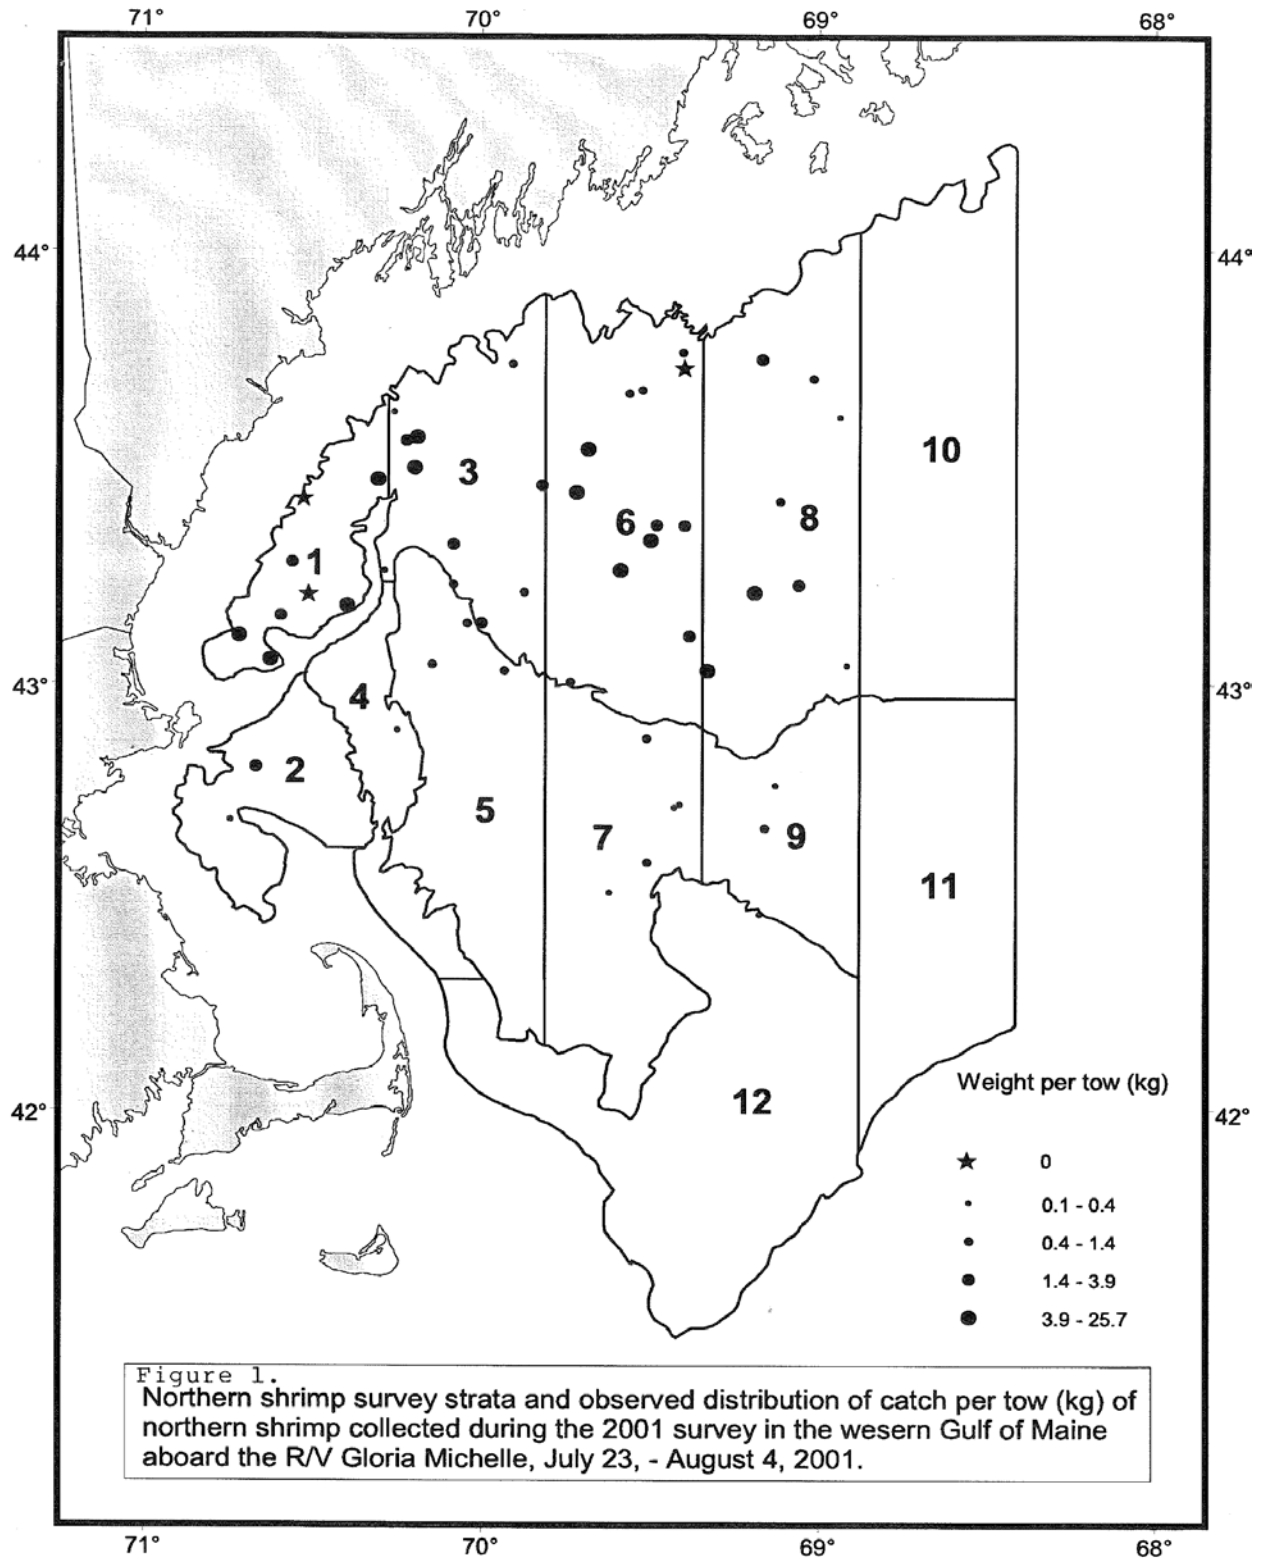 71° 70° 69° 68°
44° 44°
10
3
6
8
1
43° 43°
4
2
5
7
9
11
Weight per tow (kg)
42° 12 42°
0
0.1 - 0.4
0.4 - 1.4
1.4 - 3.9
3.9 - 25.7
Figure 1.
Northern shrimp survey strata and observed distribution of catch per tow (kg) of
northern shrimp collected during the 2001 survey in the wesern Gulf of Maine
aboard the R/V Gloria Michelle, July 23, - August 4, 2001.
71° 70° 69° 68°